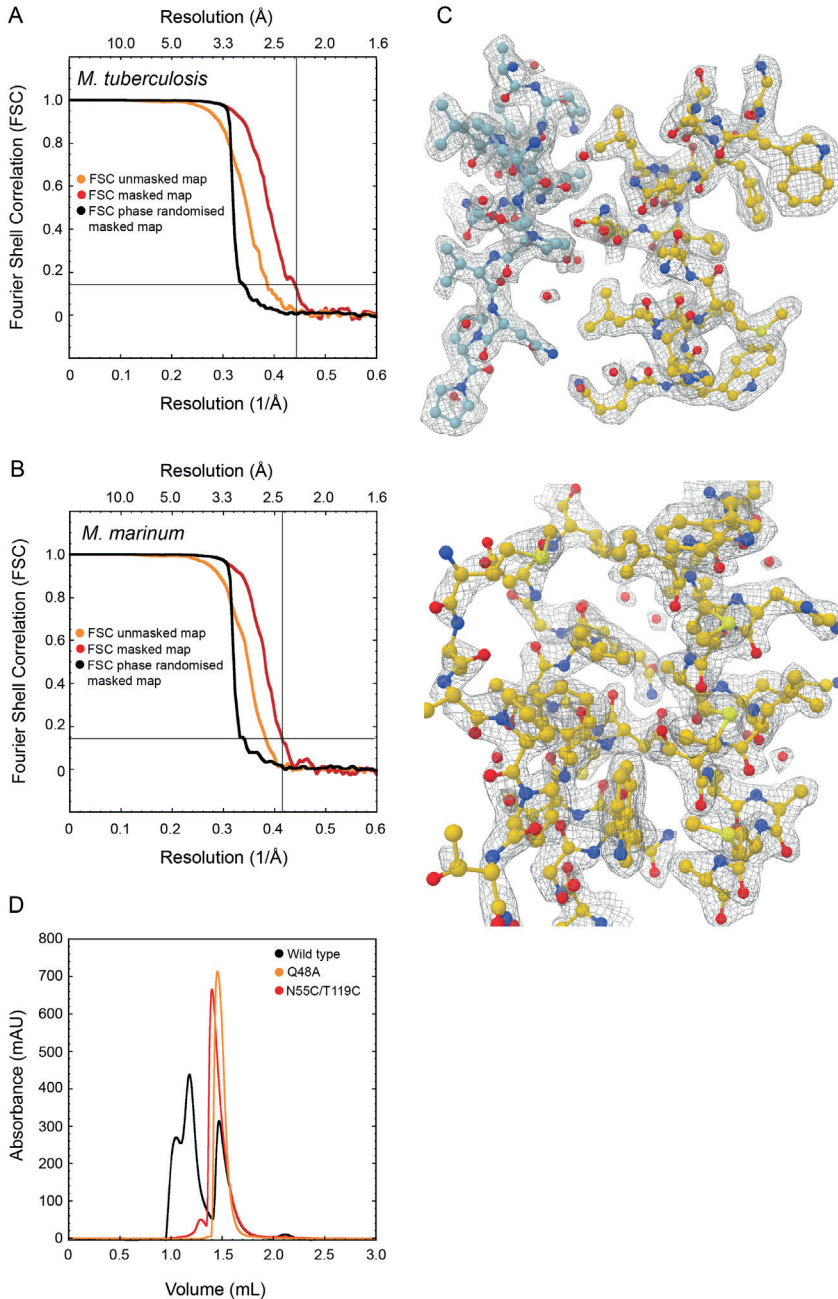 A
Resolution (Å)
10.0 5.0 3.3 2.5 2.0 1.6
M. tuberculosis
1.0
0.8
FSC unmasked map
FSC masked map
FSC phase randomised
masked map
0.6
0.4
0.2
0
Fourier Shell Correlation (FSC)
0 0.1 0.2 0.3 0.4 0.5 0.6
Resolution (1/Å)
B
Resolution (Å)
10.0 5.0 3.3 2.5 2.0 1.6
M. marinum
1.0
0.8
FSC unmasked map
FSC masked map
FSC phase randomised
masked map
0.6
0.4
0.2
0
Fourier Shell Correlation (FSC)
0 0.1 0.2 0.3 0.4 0.5 0.6
Resolution (1/Å)
C
D
800
700
600
500
400
300
200
100
0
Absorbance (mAU)
Wild type
Q48A
N55C/T119C
0 0.5 1.0 1.5 2.0 2.5 3.0
Volume (mL)